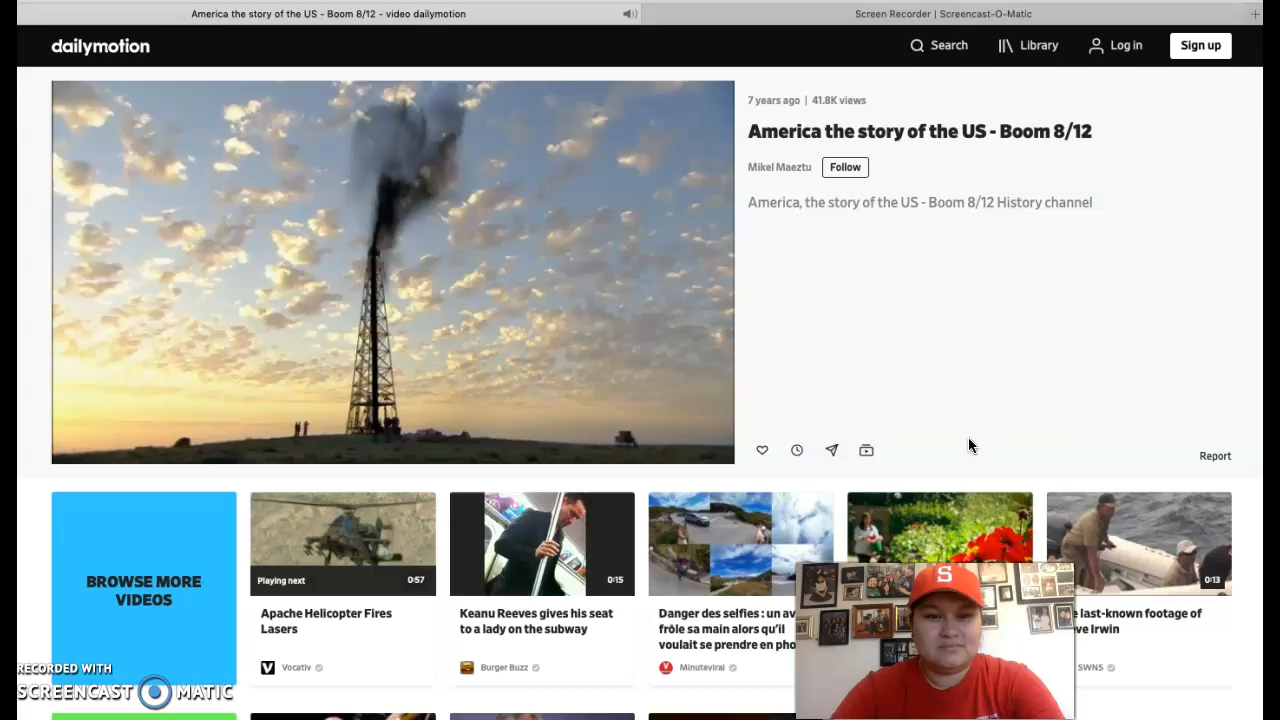 America the story of the US - Boom 8/12 - video dailymotion
Screen Recorder | Screencast-O-Matic
dailymotion
Search
Library
Log in
Sign up
7 years ago | 41.8K views
America the story of the US - Boom 8/12
Mikel Maeztu
Follow
America, the story of the US - Boom 8/12 History channel
Report
BROWSE MORE
VIDEOS
Playing next
0:57
Apache Helicopter Fires
Lasers
Vocativ
0:15
Keanu Reeves gives his seat
to a lady on the subway
Burger Buzz
Danger des selfies : un av
frôle sa main alors qu'il
voulait se prendre en pho
Minuteviral
S
0:13
last-known footage of
Irwin
SWNS
RECORDED WITH
SCREENCAST MATIC